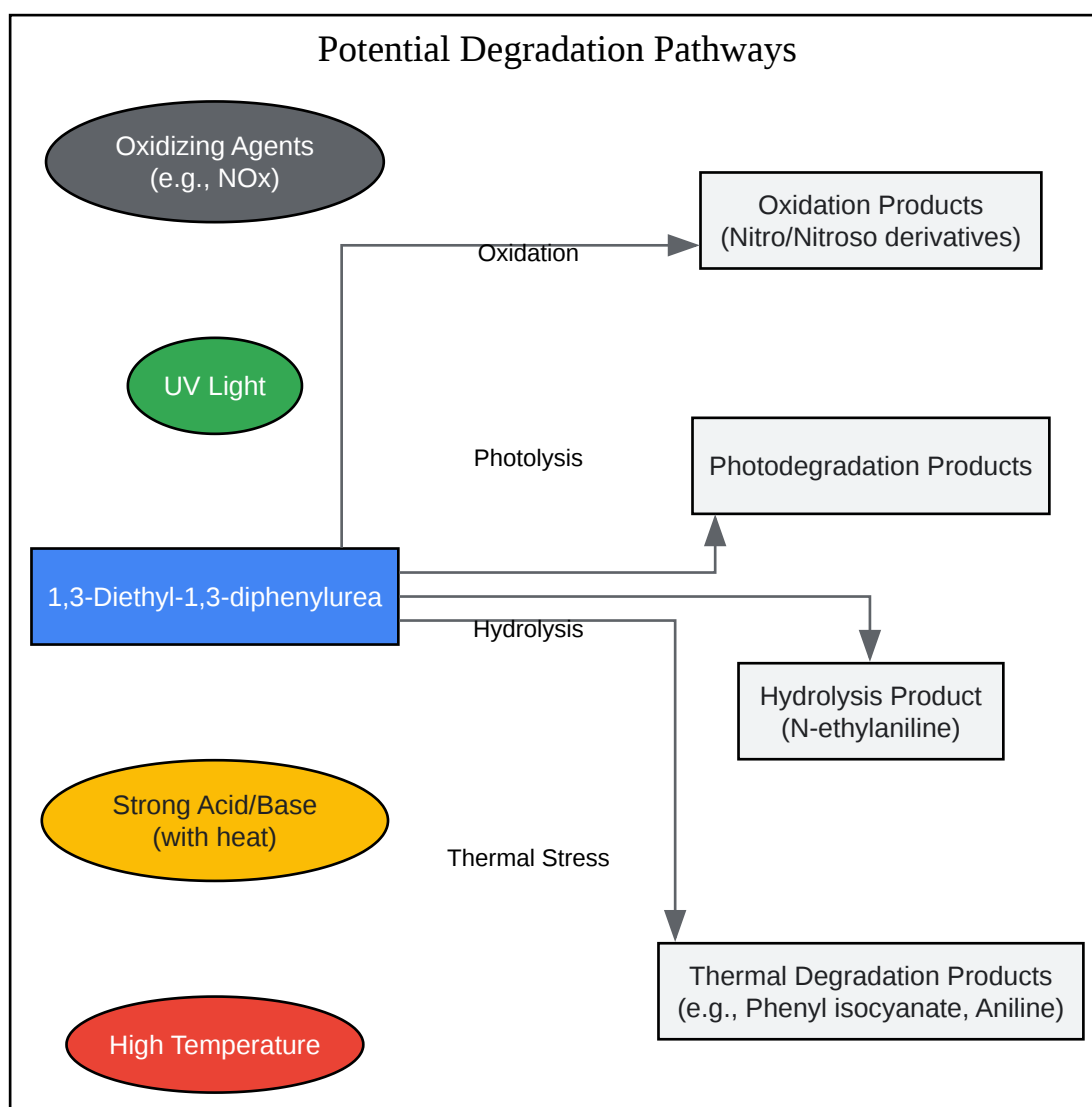 Potential Degradation Pathways
Oxidizing Agents
(e.g., NOx)
Oxidation Products
(Nitro/Nitroso derivatives)
Oxidation
UV Light
Photolysis
Photodegradation Products
1,3-Diethyl-1,3-diphenylurea
Hydrolysis
Hydrolysis Product
(N-ethylaniline)
Strong Acid/Base
(with heat)
Thermal Stress
Thermal Degradation Products
(e.g., Phenyl isocyanate, Aniline)
High Temperature